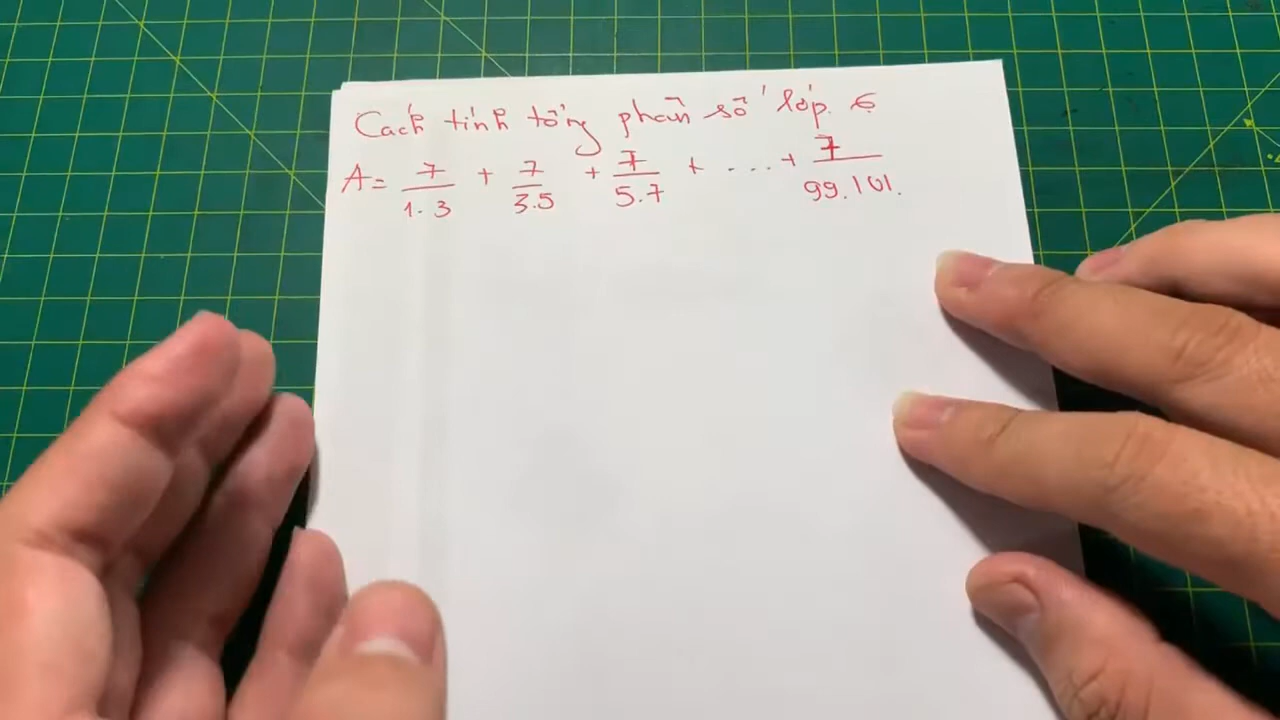 Cách tính tổng phân số lớp 6
A = 7/1.3 + 7/3.5 + 7/5.7 + ... + 7/99.101.